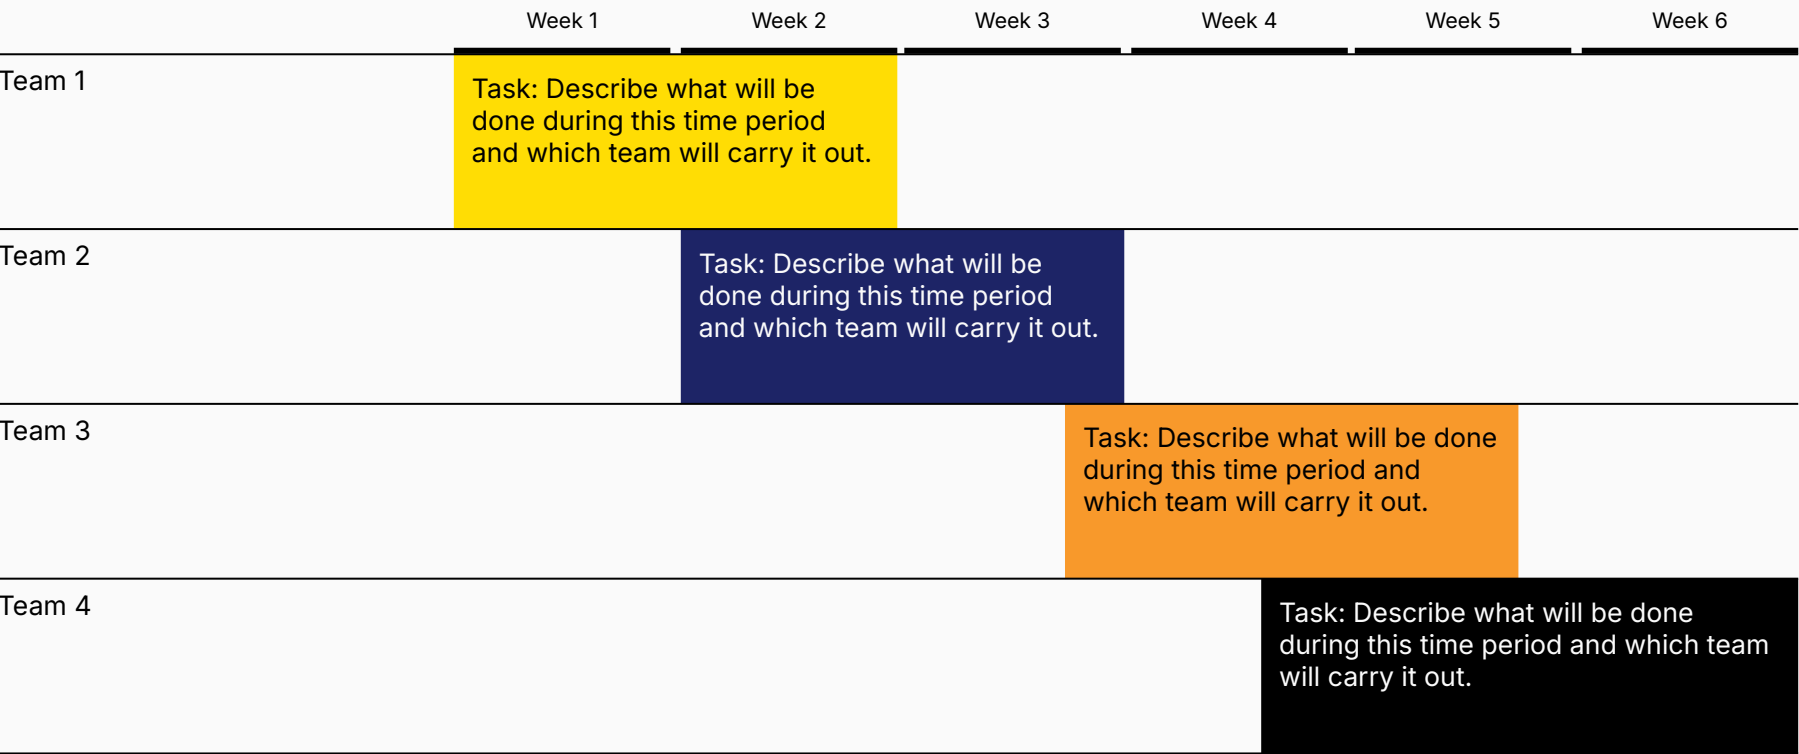 Week 1
Week 2
Week 3
Week 4
Week 5
Week 6
Team 1
Task: Describe what will be
done during this time period
and which team will carry it out.
Team 2
Task: Describe what will be
done during this time period
and which team will carry it out.
Team 3
Task: Describe what will be done
during this time period and
which team will carry it out.
Team 4
Task: Describe what will be done
during this time period and which team
will carry it out.